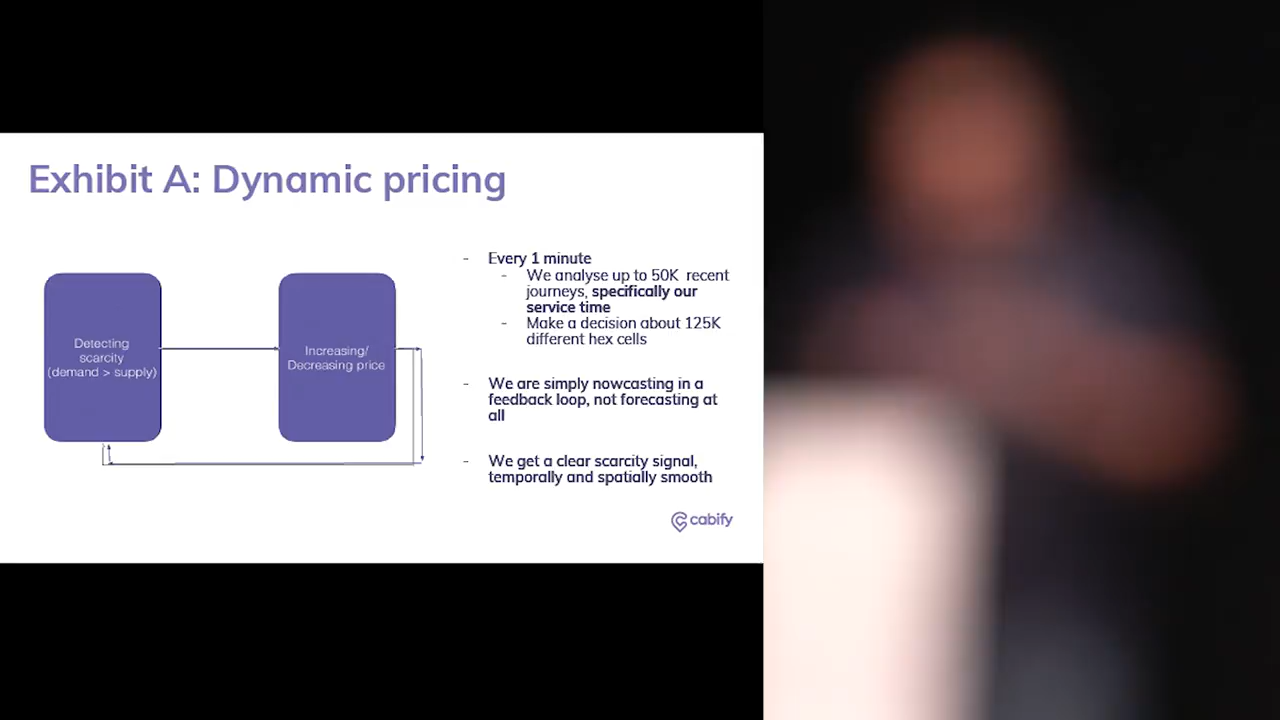 Exhibit A: Dynamic pricing
Detecting
scarcity
(demand > supply)
Increasing/
Decreasing price
- Every 1 minute
- We analyse up to 50K recent
journeys, specifically our
service time
- Make a decision about 125K
different hex cells
- We are simply nowcasting in a
feedback loop, not forecasting at
all
- We get a clear scarcity signal,
temporally and spatially smooth
cabify